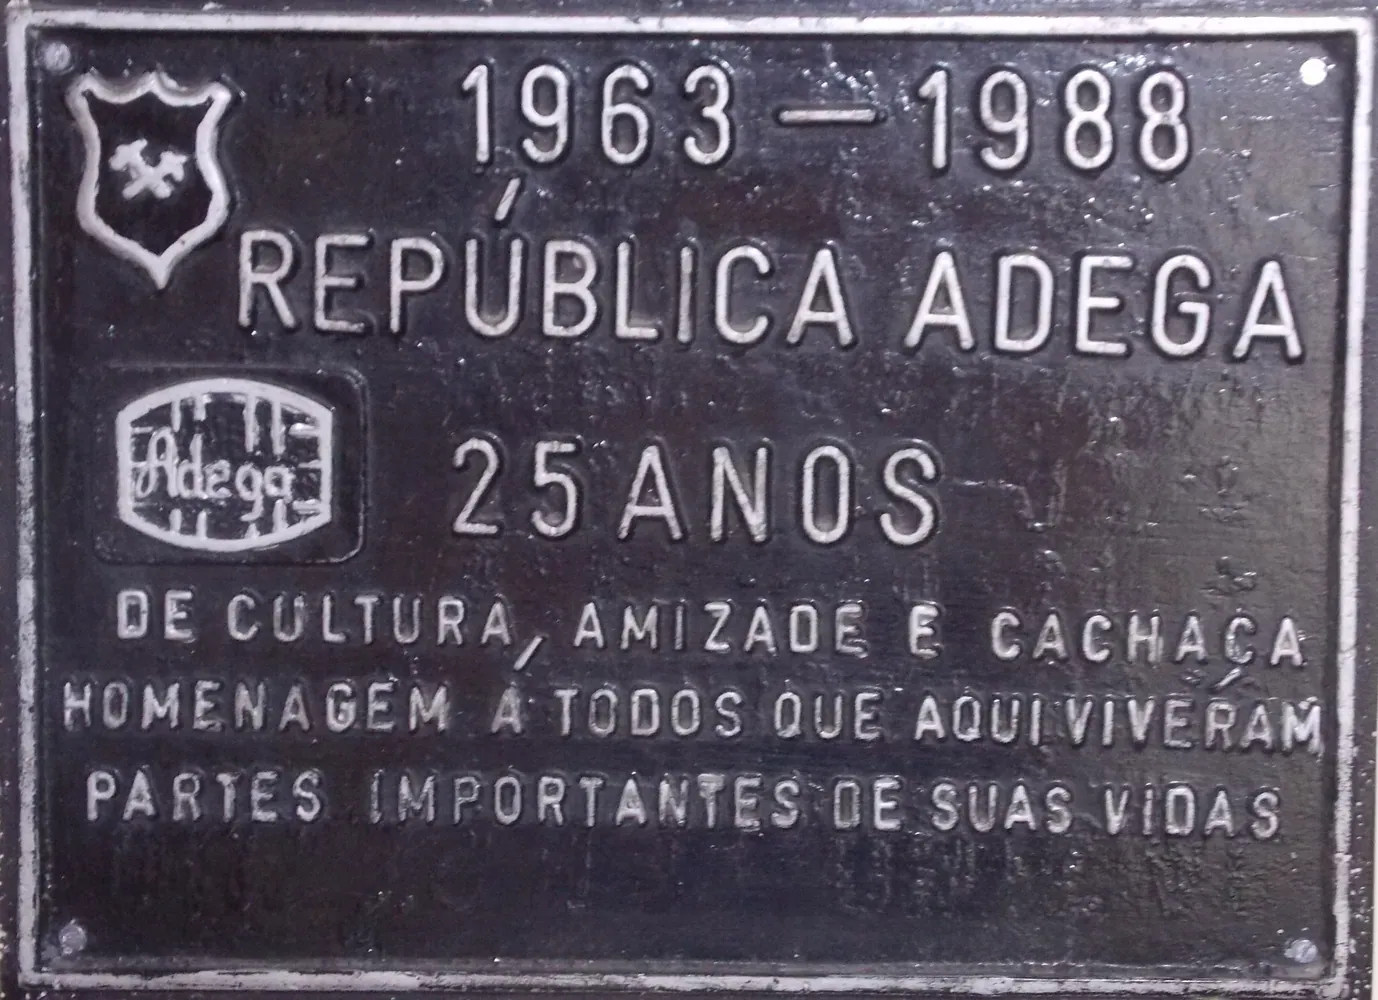 1963 — 1988
REPÚBLICA ADEGA
Adega
25 ANOS
DE CULTURA, AMIZADE E CACHAÇA
HOMENAGEM À TODOS QUE AQUI VIVERAM
PARTES IMPORTANTES DE SUAS VIDAS